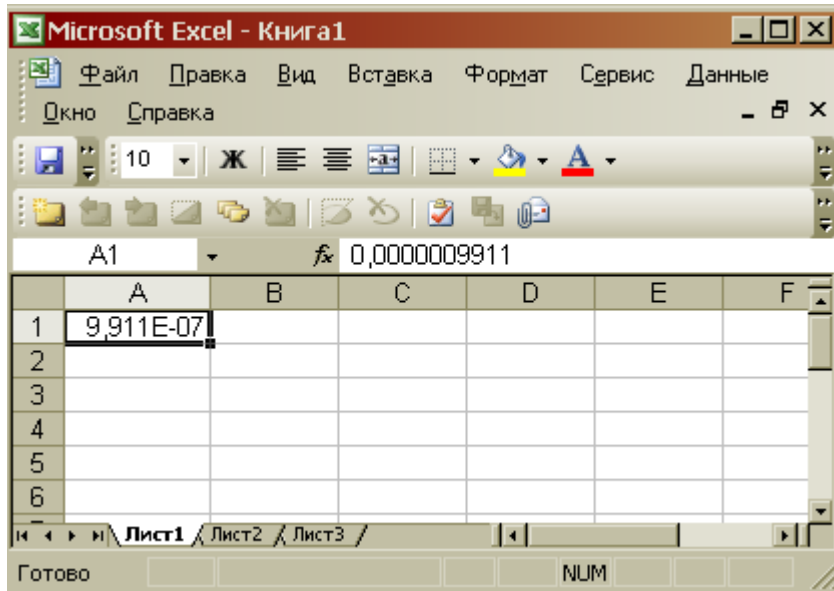 Microsoft Excel - Книга1
Файл Правка Вид Вставка Формат Сервис Данные
Окно Справка
10 Ж A
A1 fx 0,0000009911
A B C D E F
1 9,911E-07
2
3
4
5
6
Лист1 Лист2 Лист3
Готово NUM